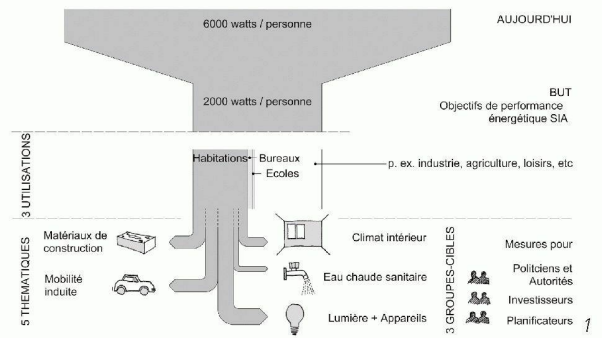 6000 watts / personne
AUJOURD'HUI
2000 watts / personne
BUT
Objectifs de performance
énergétique SIA
3 UTILISATIONS
Habitations
Bureaux
Ecoles
p. ex. industrie, agriculture, loisirs, etc
5 THEMATIQUES
Matériaux de
construction
Mobilité
induite
Climat intérieur
Eau chaude sanitaire
Lumière + Appareils
3 GROUPES-CIBLES
Mesures pour
Politciens et
Autorités
Investisseurs
Planificateurs
1